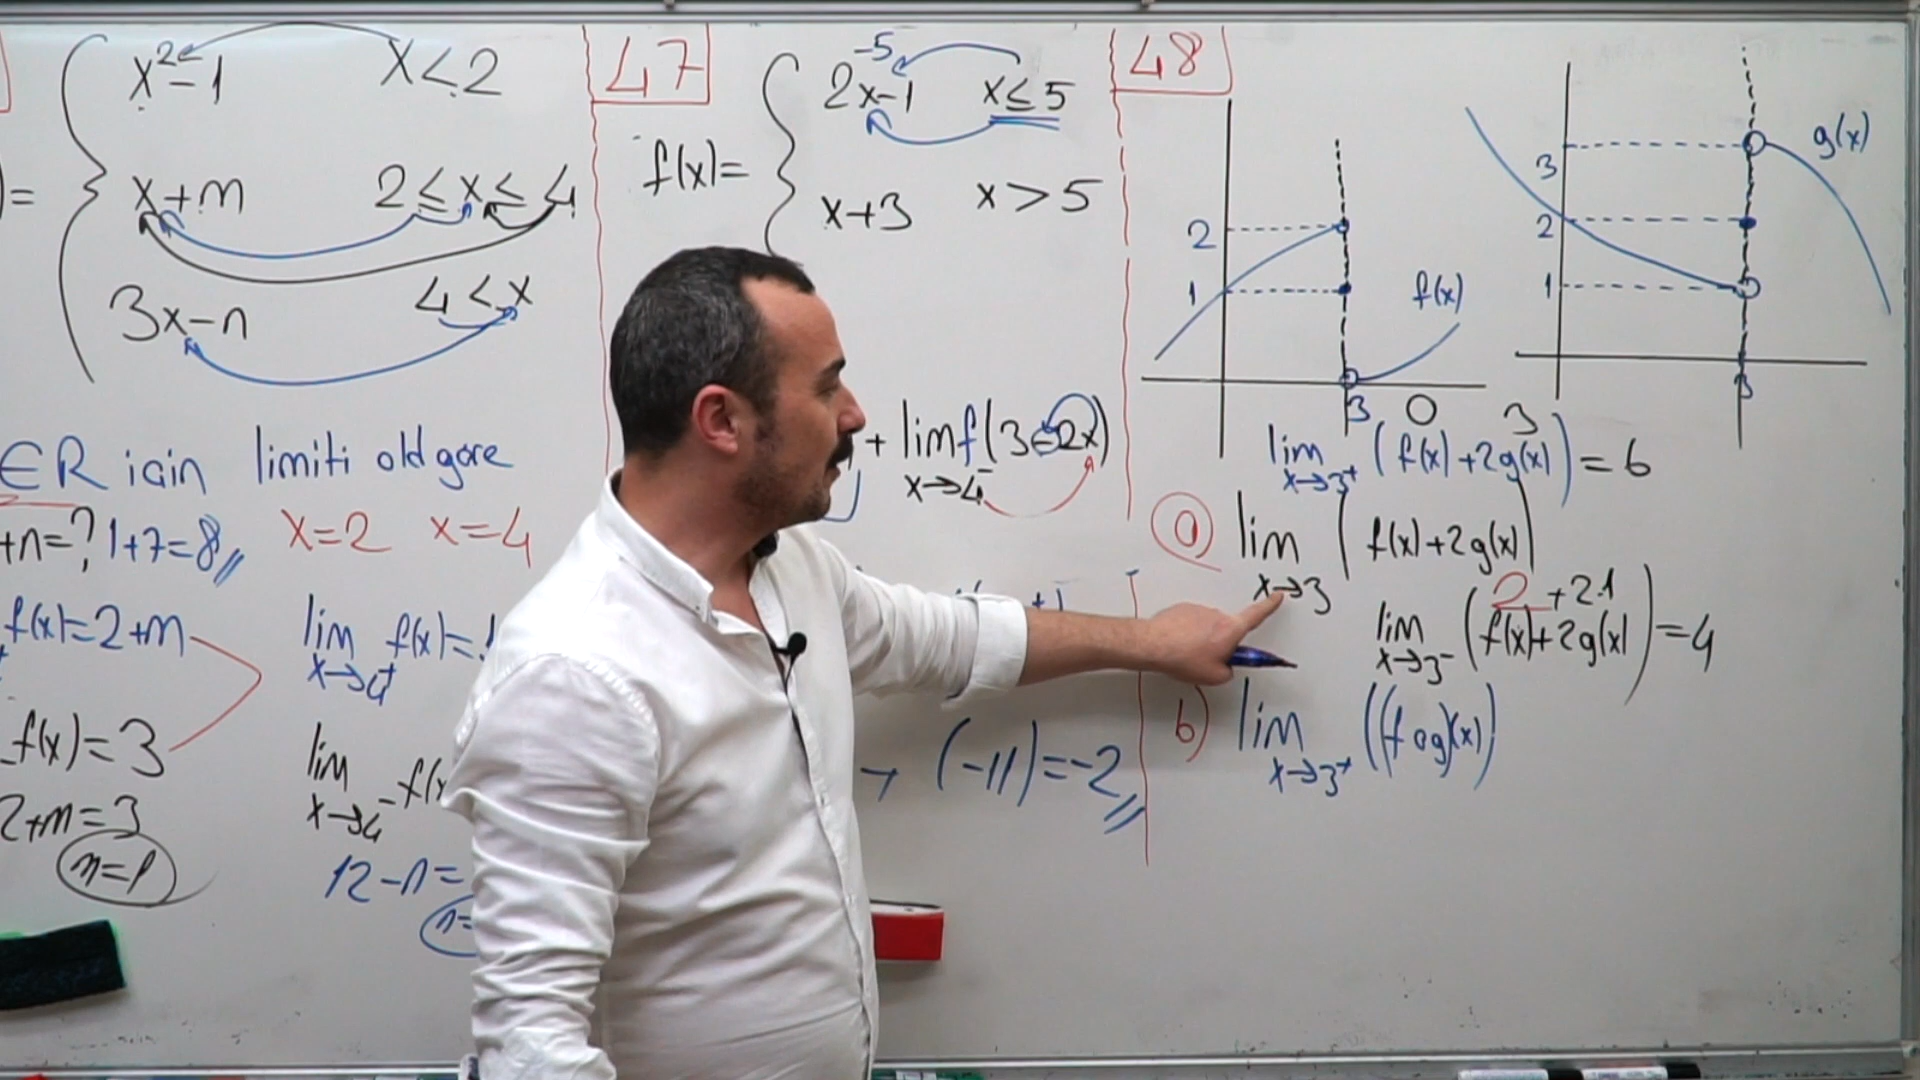 x²-1 x<2
)=
x+m 2≤x≤4
3x-n 4<x
∈R için limiti old göre
+n=? 1+7=8
x=2 x=4
f(x)=2+m
f(x)=3
2+m=3
lim f(x)=
x→4⁺
lim f(x
x→4⁻
12-n=
47
f(x)=
-5
2x-1 x≤5
x+3 x>5
+ lim f(3-2x)
x→4⁻
(-11)=-2
48
2
1
f(x)
3
3
2
1
g(x)
3
0 3
lim (f(x)+2g(x))=6
x→3⁺
a lim (f(x)+2g(x))
x→3
2+2.1
lim (f(x)+2g(x))=4
x→3⁻
b) lim ((fog)(x))
x→3⁺